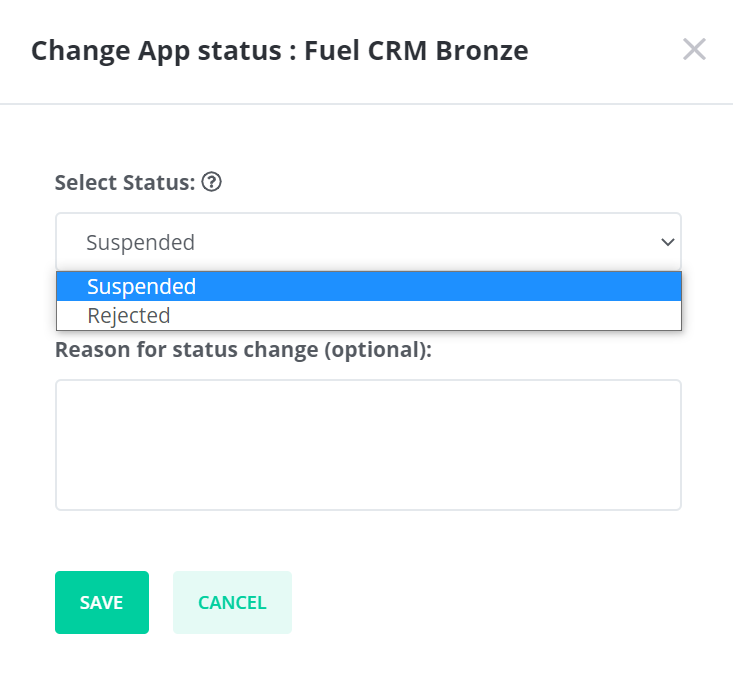 Change App status : Fuel CRM Bronze
Select Status:
Suspended
Suspended
Rejected
Reason for status change (optional):
SAVE
CANCEL